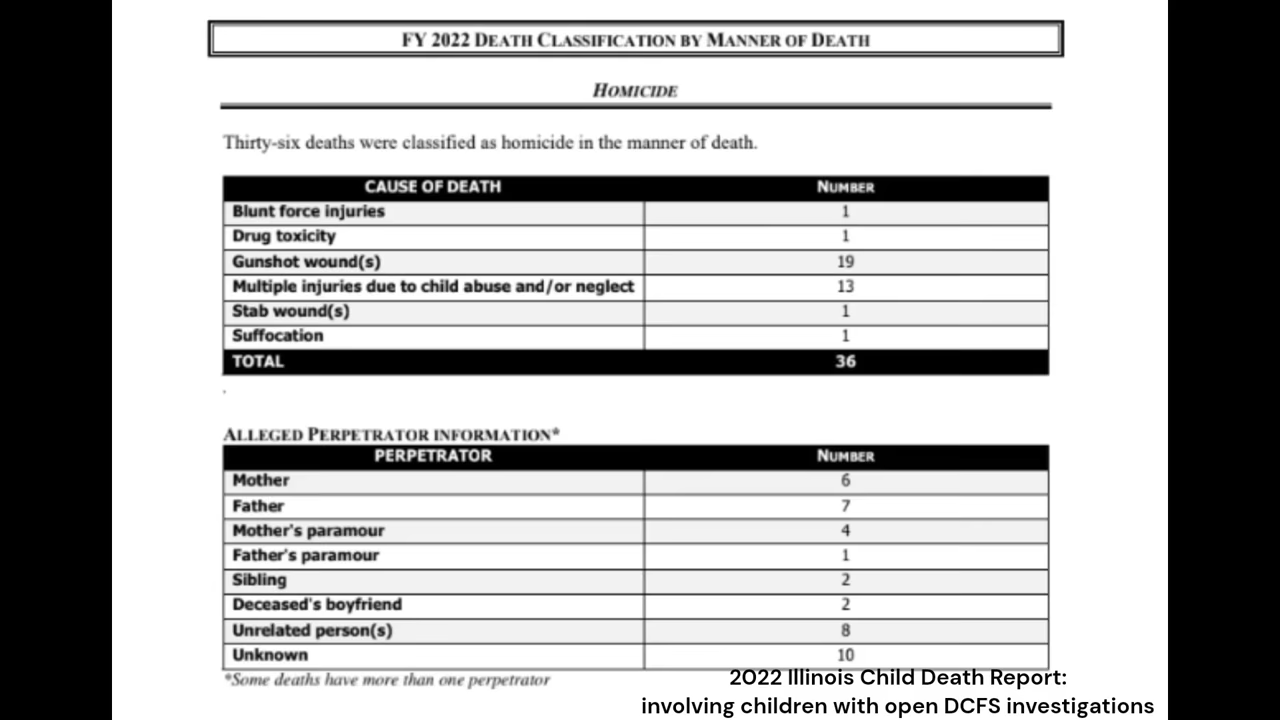 FY 2022 DEATH CLASSIFICATION BY MANNER OF DEATH
HOMICIDE
Thirty-six deaths were classified as homicide in the manner of death.
CAUSE OF DEATH NUMBER
Blunt force injuries 1
Drug toxicity 1
Gunshot wound(s) 19
Multiple injuries due to child abuse and/or neglect 13
Stab wound(s) 1
Suffocation 1
TOTAL 36
ALLEGED PERPETRATOR INFORMATION*
PERPETRATOR NUMBER
Mother 6
Father 7
Mother's paramour 4
Father's paramour 1
Sibling 2
Deceased's boyfriend 2
Unrelated person(s) 8
Unknown 10
*Some deaths have more than one perpetrator
2022 Illinois Child Death Report:
involving children with open DCFS investigations